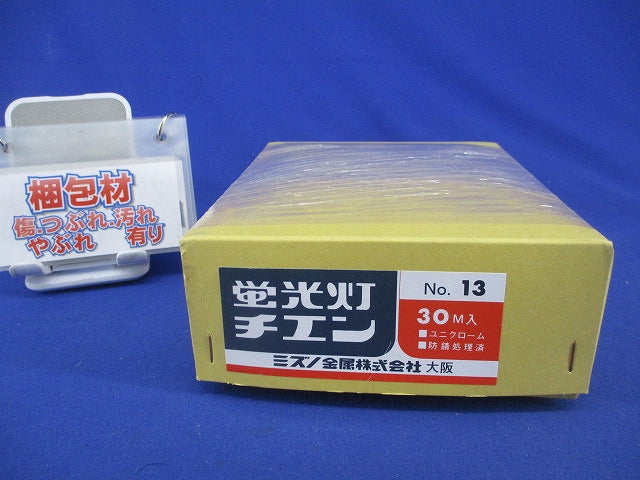 梱包材
傷.つぶれ.汚れ
やぶれ 有り
蛍光灯
チエン
No. 13
30M入
■ユニクローム
■防錆処理済
ミズノ金属株式会社 大阪